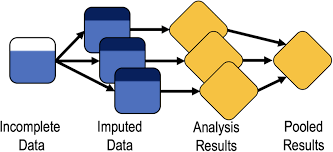 Incomplete Imputed Analysis Pooled
Data Data Results Results